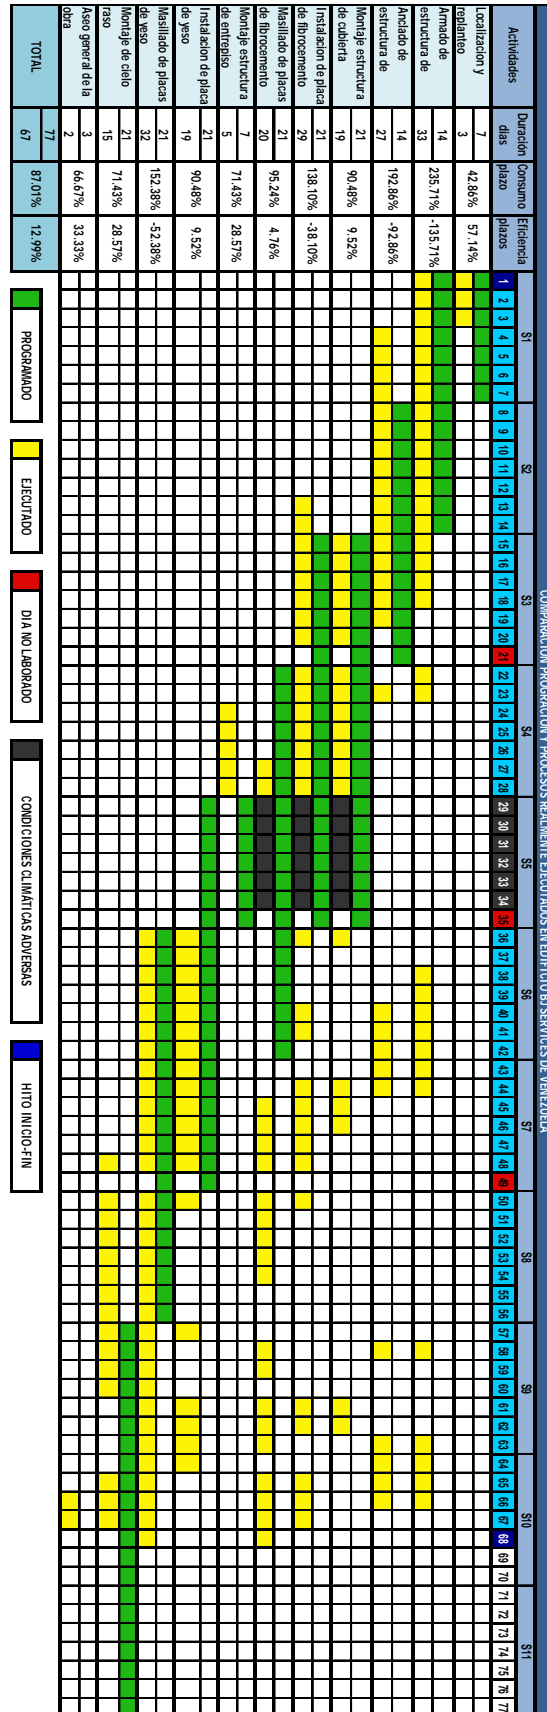 COMPARACION PROGRACION Y PROCESOS REALMENTE EJECUTADOS EN EDIFICIO BJ SERVICES DE VENEZUELA
Actividades Duración dias Consumo plazo Eficiencia plazos S1 S2 S3 S4 S5 S6 S7 S8 S9 S10 S11
1 2 3 4 5 6 7 8 9 10 11 12 13 14 15 16 17 18 19 20 21 22 23 24 25 26 27 28 29 30 31 32 33 34 35 36 37 38 39 40 41 42 43 44 45 46 47 48 49 50 51 52 53 54 55 56 57 58 59 60 61 62 63 64 65 66 67 68 69 70 71 72 73 74 75 76 77
Localizacion y replanteo 7 3 42.86% 57.14%
Armado de estructura de 14 33 235.71% -135.71%
Anclado de estructura de 14 27 192.86% -92.86%
Montaje estructura de cubierta 21 19 90.48% 9.52%
Instalacion de placa de fibrocemento 21 29 138.10% -38.10%
Masillado de placas de fibrocemento 21 20 95.24% 4.76%
Montaje estructura de entrepiso 7 5 71.43% 28.57%
Instalacion de placa de yeso 21 19 90.48% 9.52%
Masillado de placas de yeso 21 32 152.38% -52.38%
Montaje de cielo raso 21 15 71.43% 28.57%
Aseo general de la obra 3 2 66.67% 33.33%
TOTAL 77 67 87.01% 12.99%
PROGRAMADO
EJECUTADO
DIA NO LABORADO
CONDICIONES CLIMÁTICAS ADVERSAS
HITO INICIO-FIN